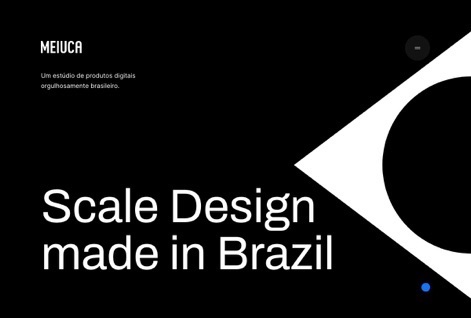 MEIUCA
Um estúdio de produtos digitais
orgulhosamente brasileiro.
Scale Design
made in Brazil